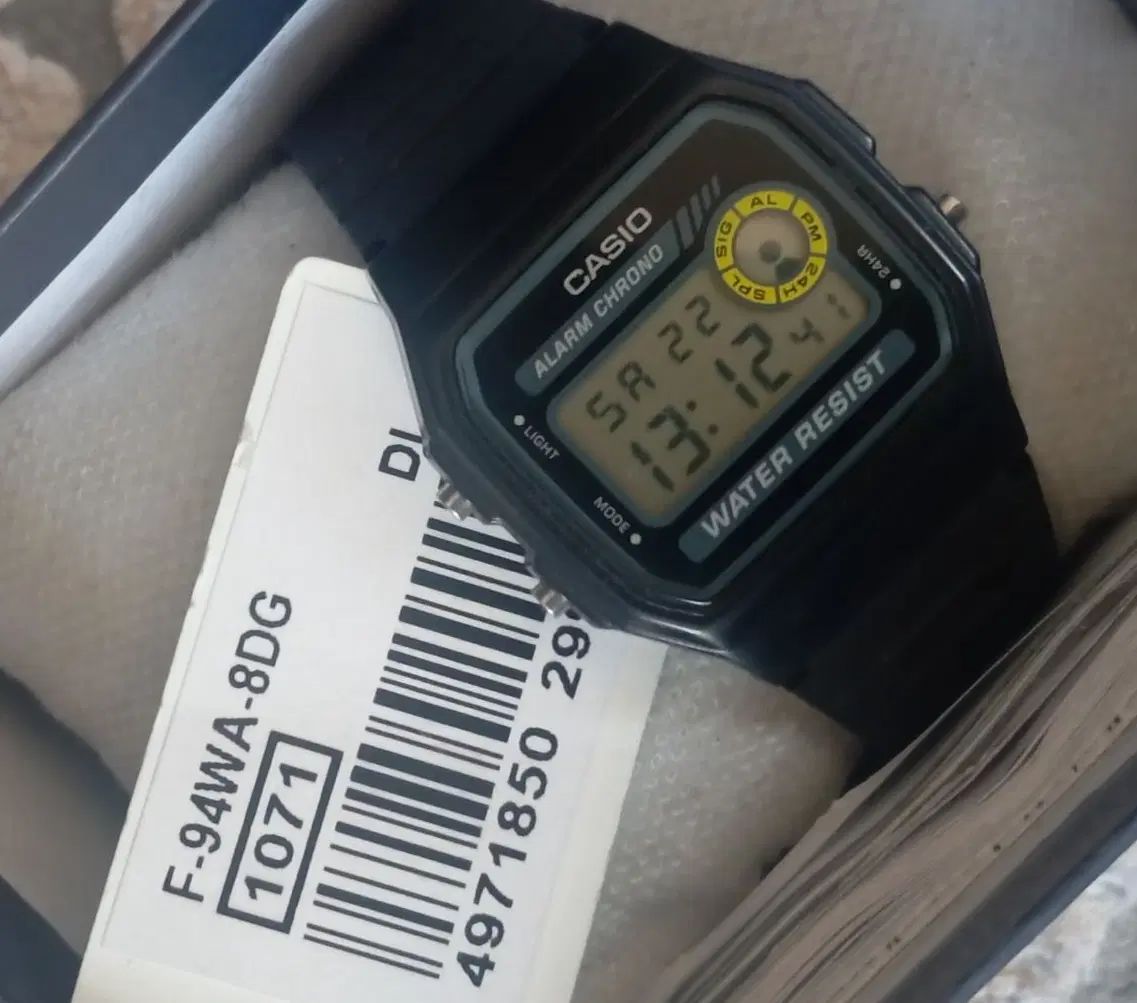 CASIO
ALARM CHRONO
SIG
AL
PM
24H
SPL
24HR
SA 22
13:12 41
LIGHT
MODE
WATER RESIST
F-94WA-8DG
1071
4971850 29